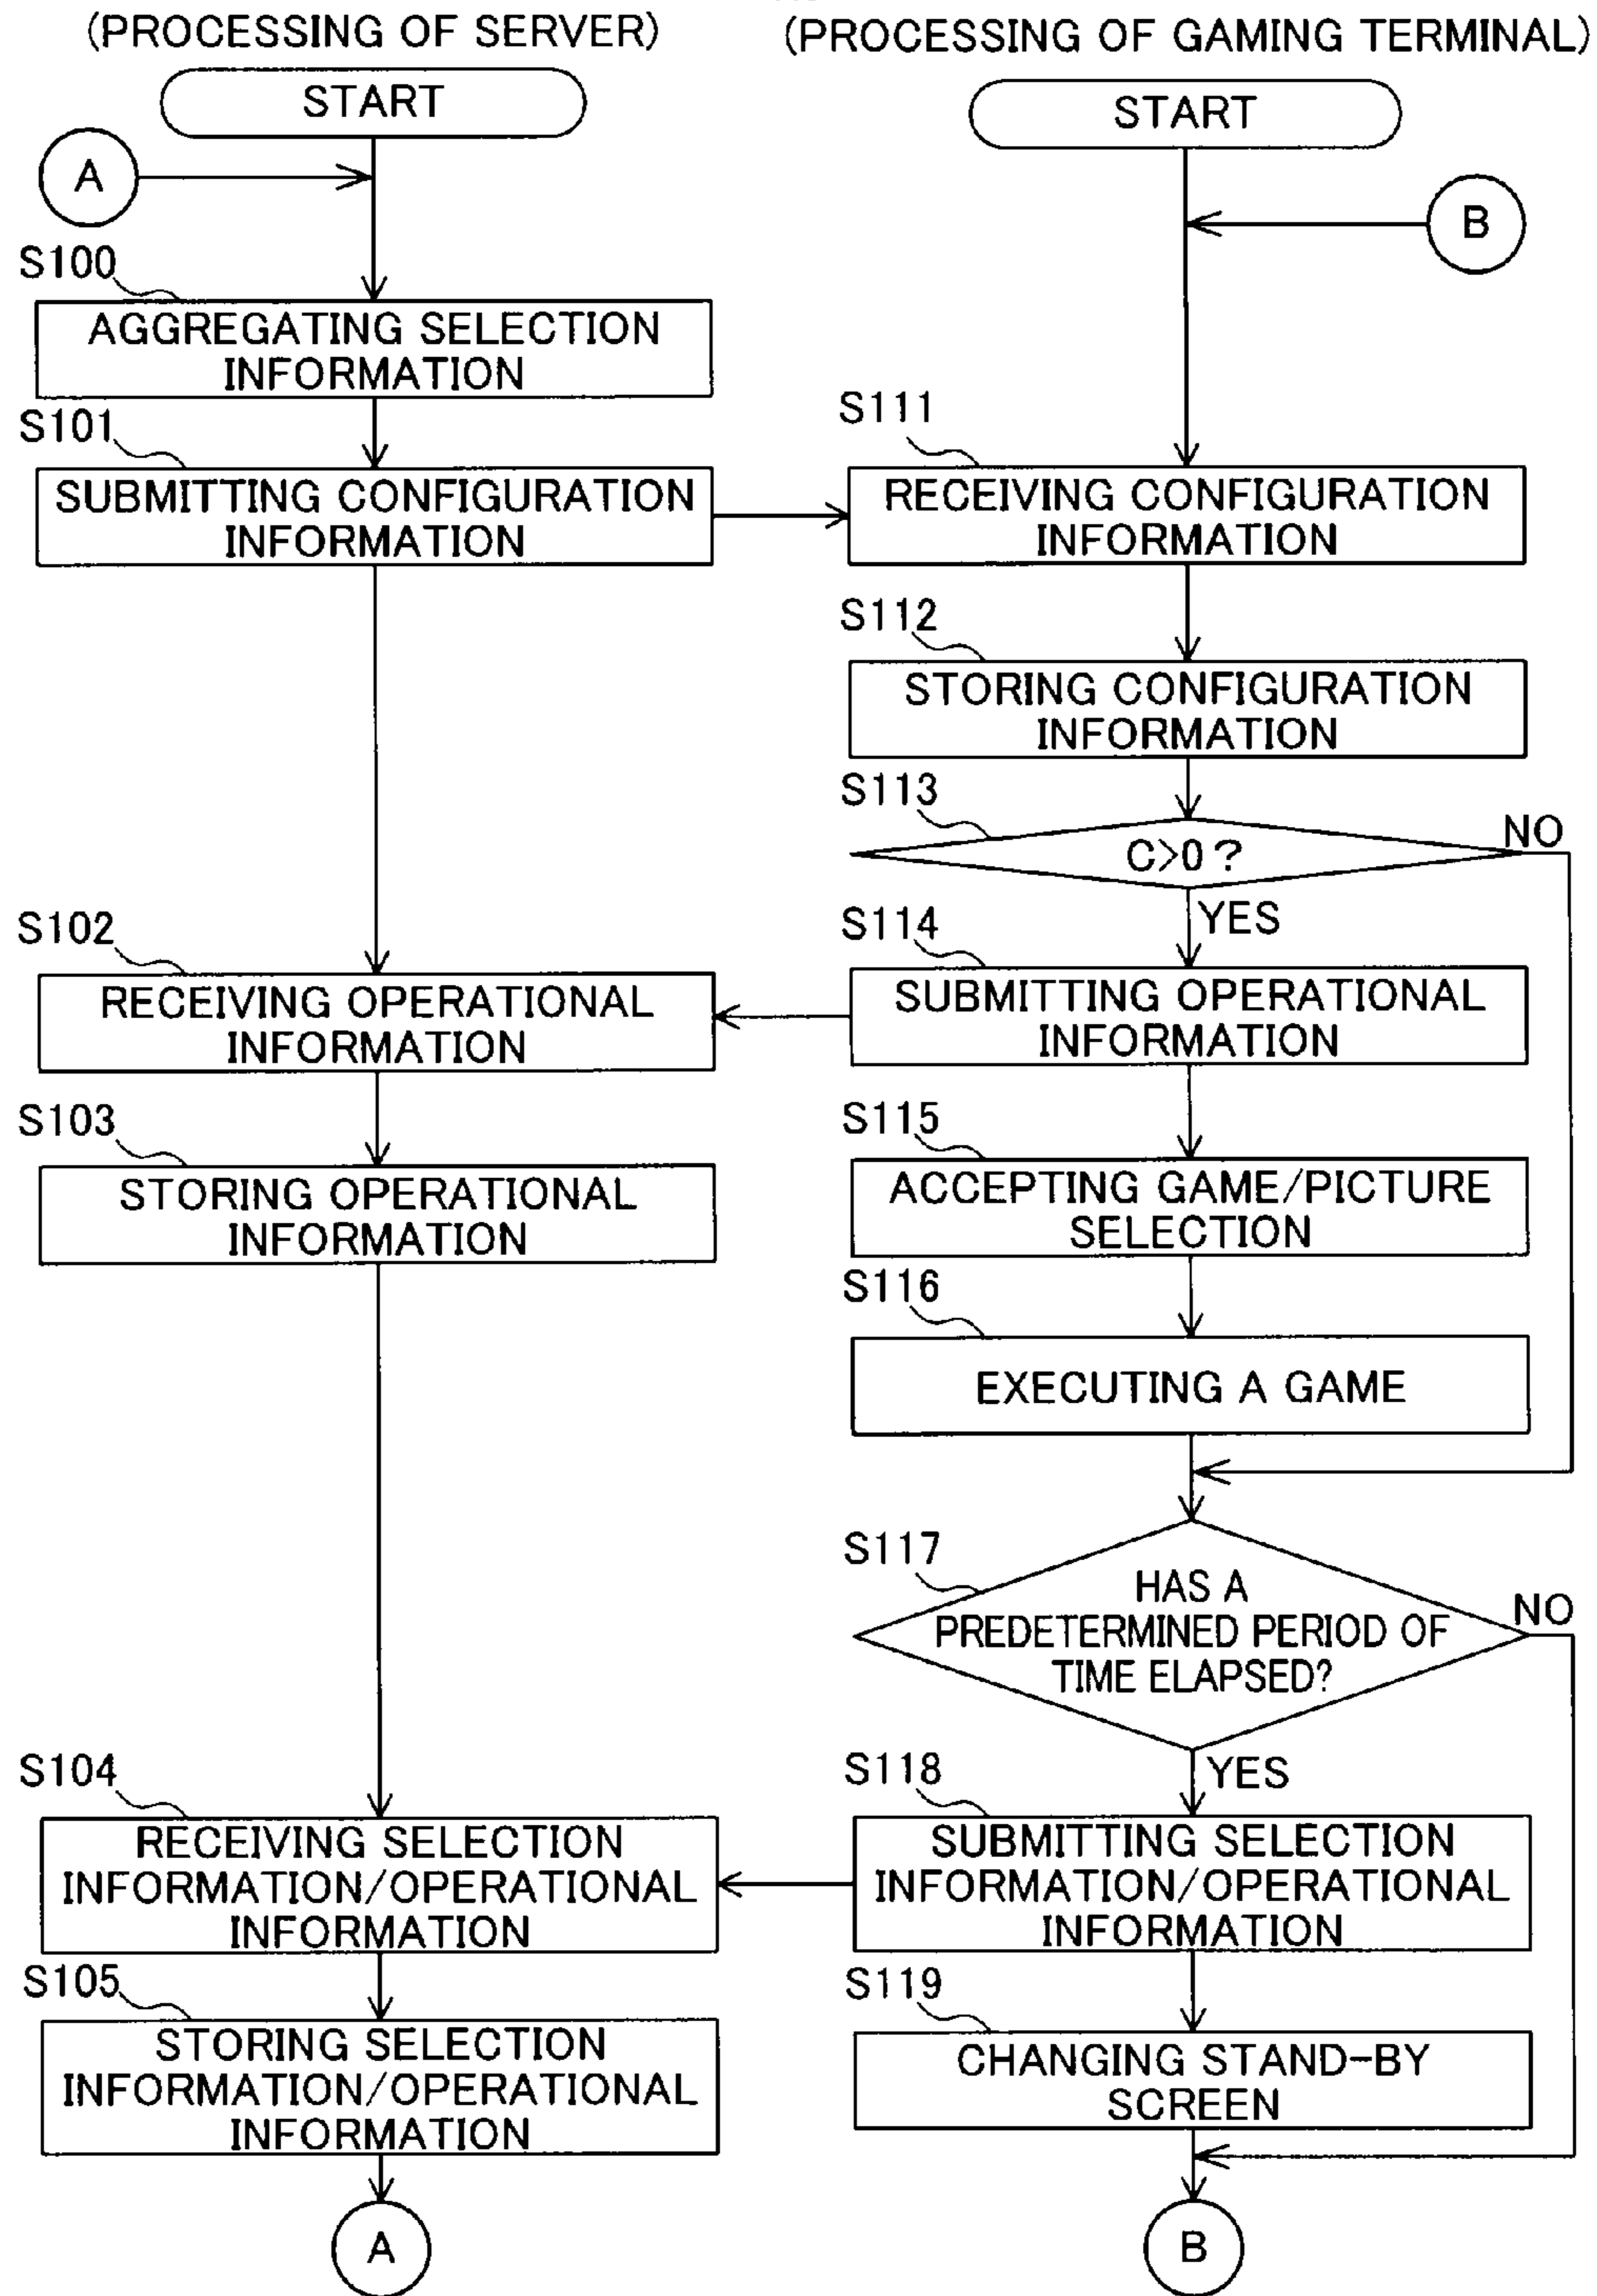 (PROCESSING OF SERVER)
START
A
S100
AGGREGATING SELECTION
INFORMATION
S101
SUBMITTING CONFIGURATION
INFORMATION
S102
RECEIVING OPERATIONAL
INFORMATION
S103
STORING OPERATIONAL
INFORMATION
S104
RECEIVING SELECTION
INFORMATION/OPERATIONAL
INFORMATION
S105
STORING SELECTION
INFORMATION/OPERATIONAL
INFORMATION
A
(PROCESSING OF GAMING TERMINAL)
START
B
S111
RECEIVING CONFIGURATION
INFORMATION
S112
STORING CONFIGURATION
INFORMATION
S113
C>0?
NO
YES
S114
SUBMITTING OPERATIONAL
INFORMATION
S115
ACCEPTING GAME/PICTURE
SELECTION
S116
EXECUTING A GAME
S117
HAS A
PREDETERMINED PERIOD OF
TIME ELAPSED?
NO
YES
S118
SUBMITTING SELECTION
INFORMATION/OPERATIONAL
INFORMATION
S119
CHANGING STAND-BY
SCREEN
B